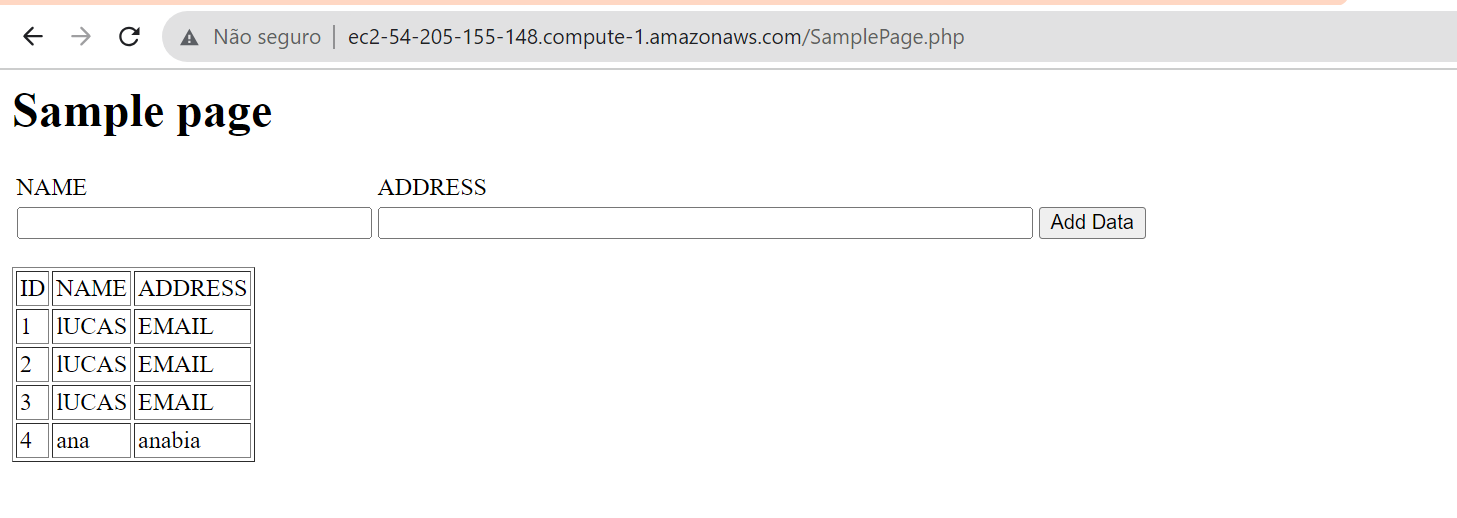 Não seguro | ec2-54-205-155-148.compute-1.amazonaws.com/SamplePage.php
Sample page
NAME ADDRESS
Add Data
ID NAME ADDRESS
1 lUCAS EMAIL
2 lUCAS EMAIL
3 lUCAS EMAIL
4 ana anabia